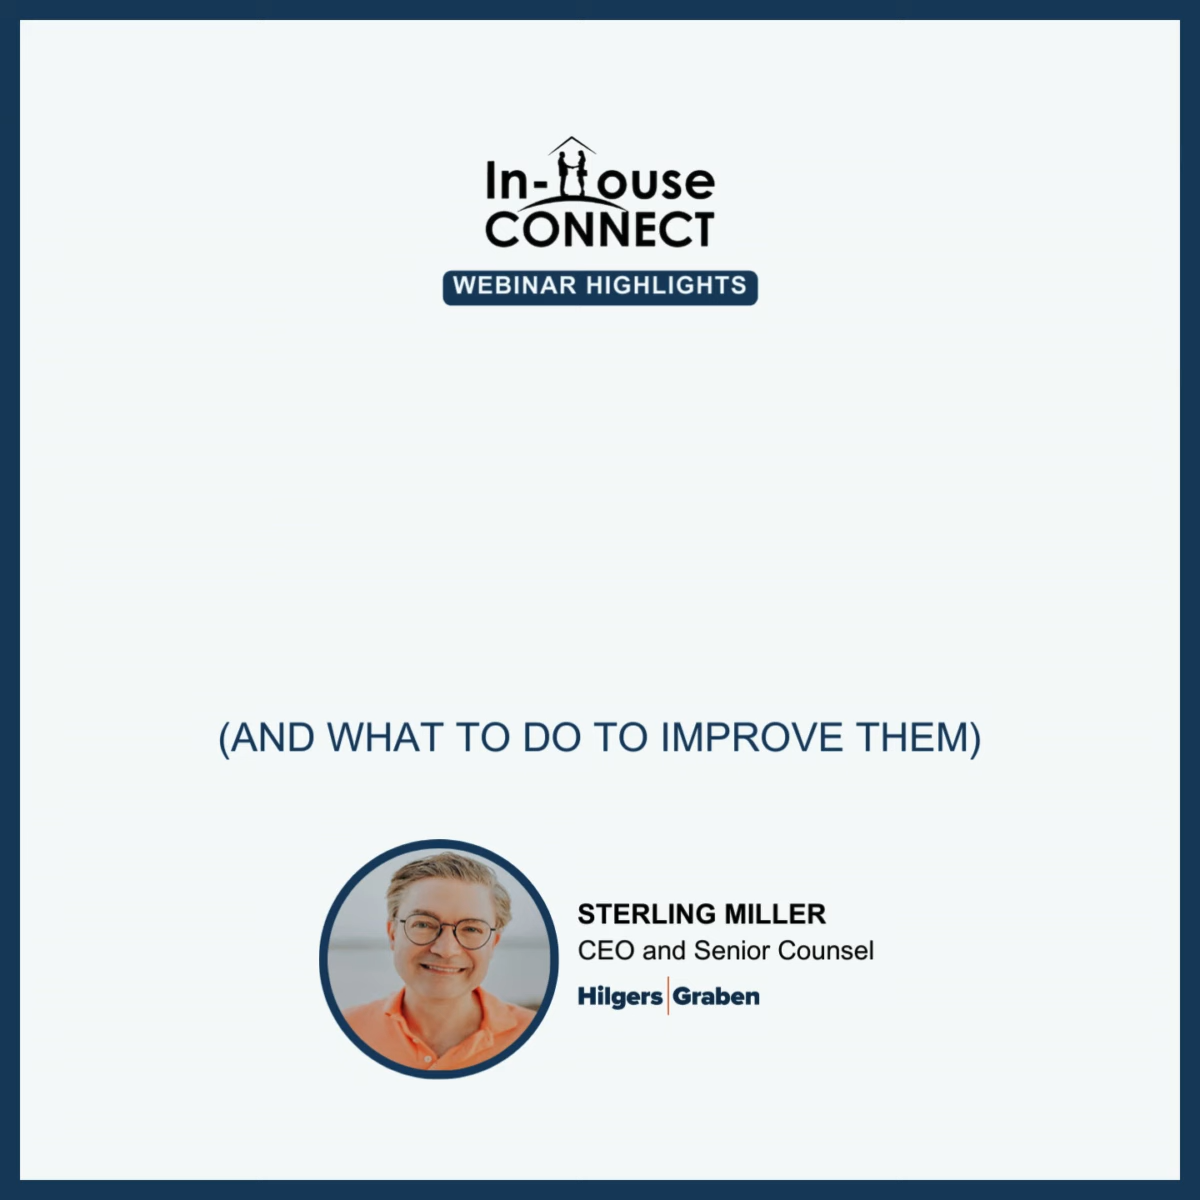 In-House
CONNECT
WEBINAR HIGHLIGHTS
(AND WHAT TO DO TO IMPROVE THEM)
STERLING MILLER
CEO and Senior Counsel
Hilgers Graben